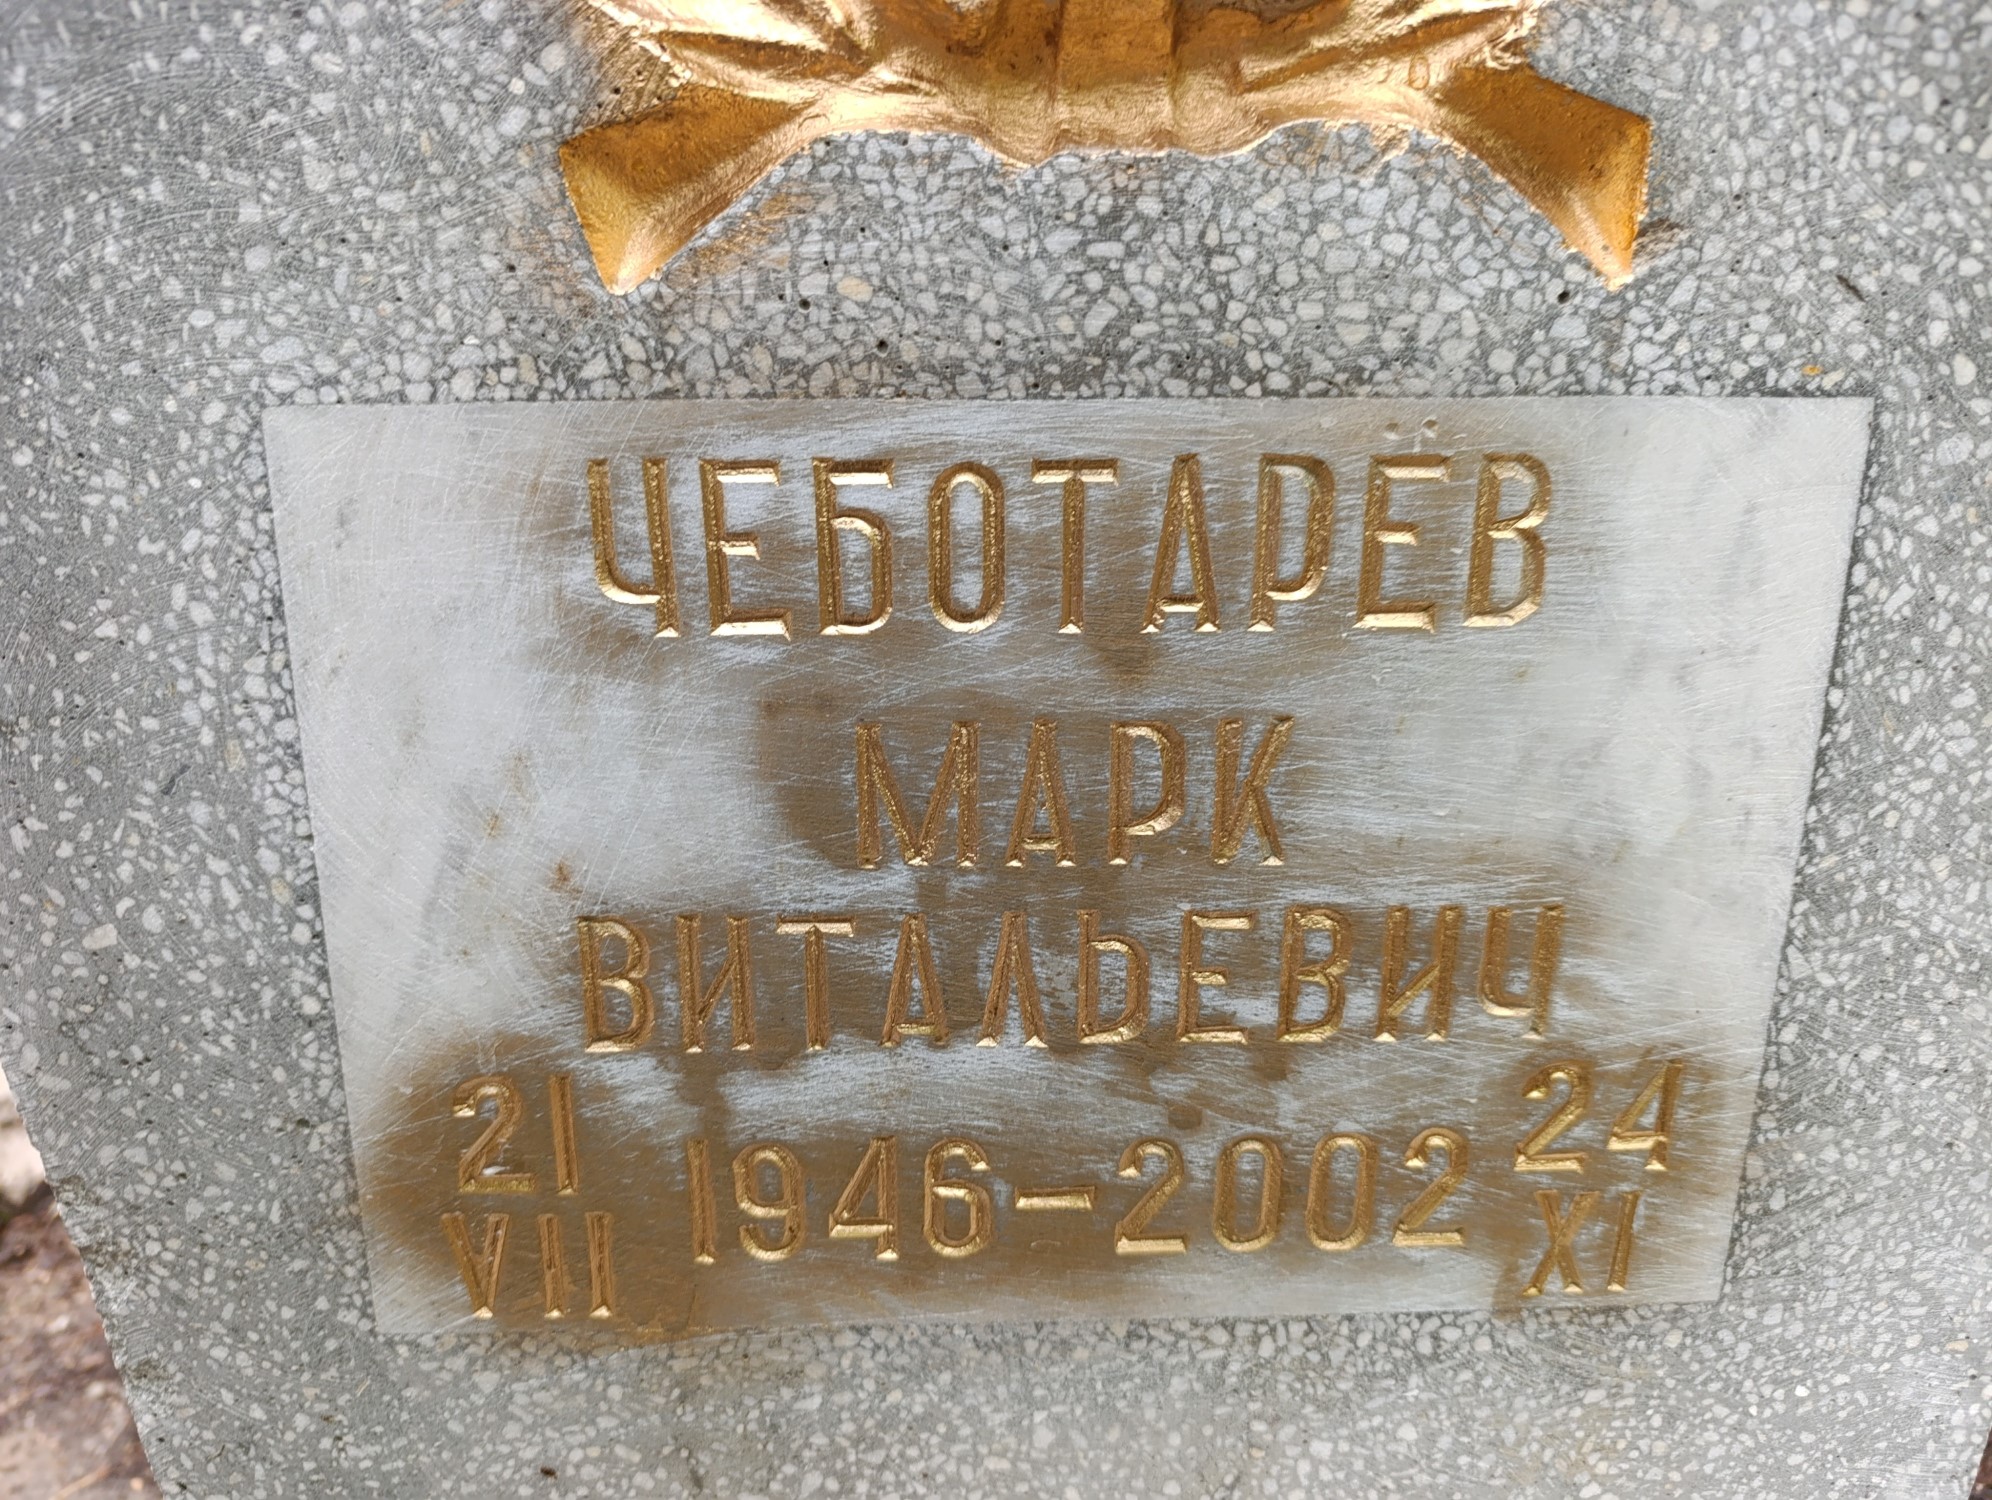 ЧЕБОТАРЁВ
МАРК
ВИТАЛЬЕВИЧ
21 VII 1946-2002 24 XI